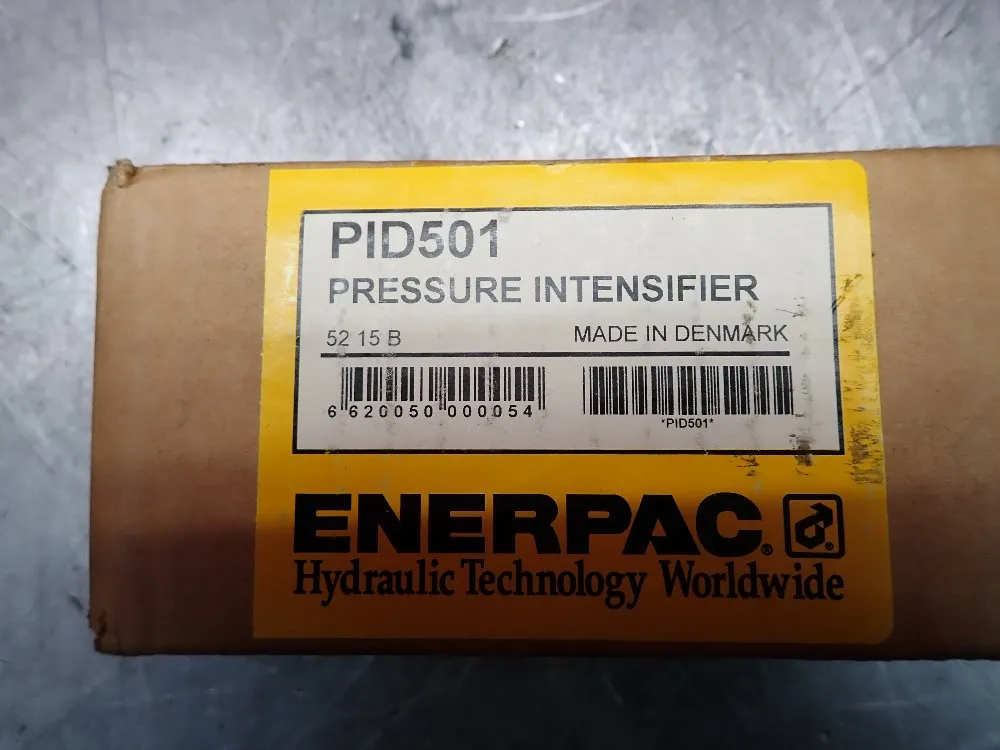 PID501
PRESSURE INTENSIFIER
52 15 B MADE IN DENMARK
6 620050 000054
*PID501*
ENERPAC®
Hydraulic Technology Worldwide